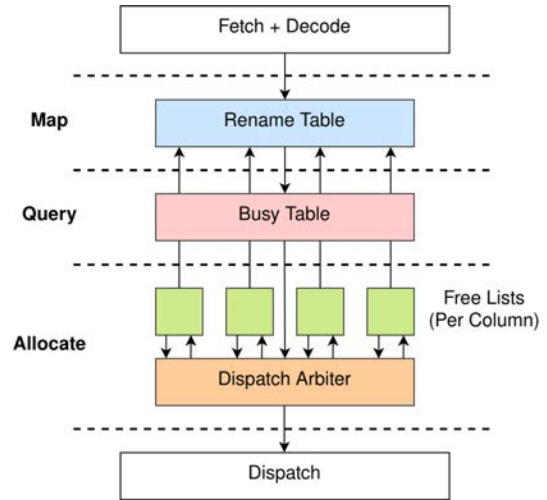 Fetch + Decode
Map
Rename Table
Query
Busy Table
Free Lists
(Per Column)
Allocate
Dispatch Arbiter
Dispatch